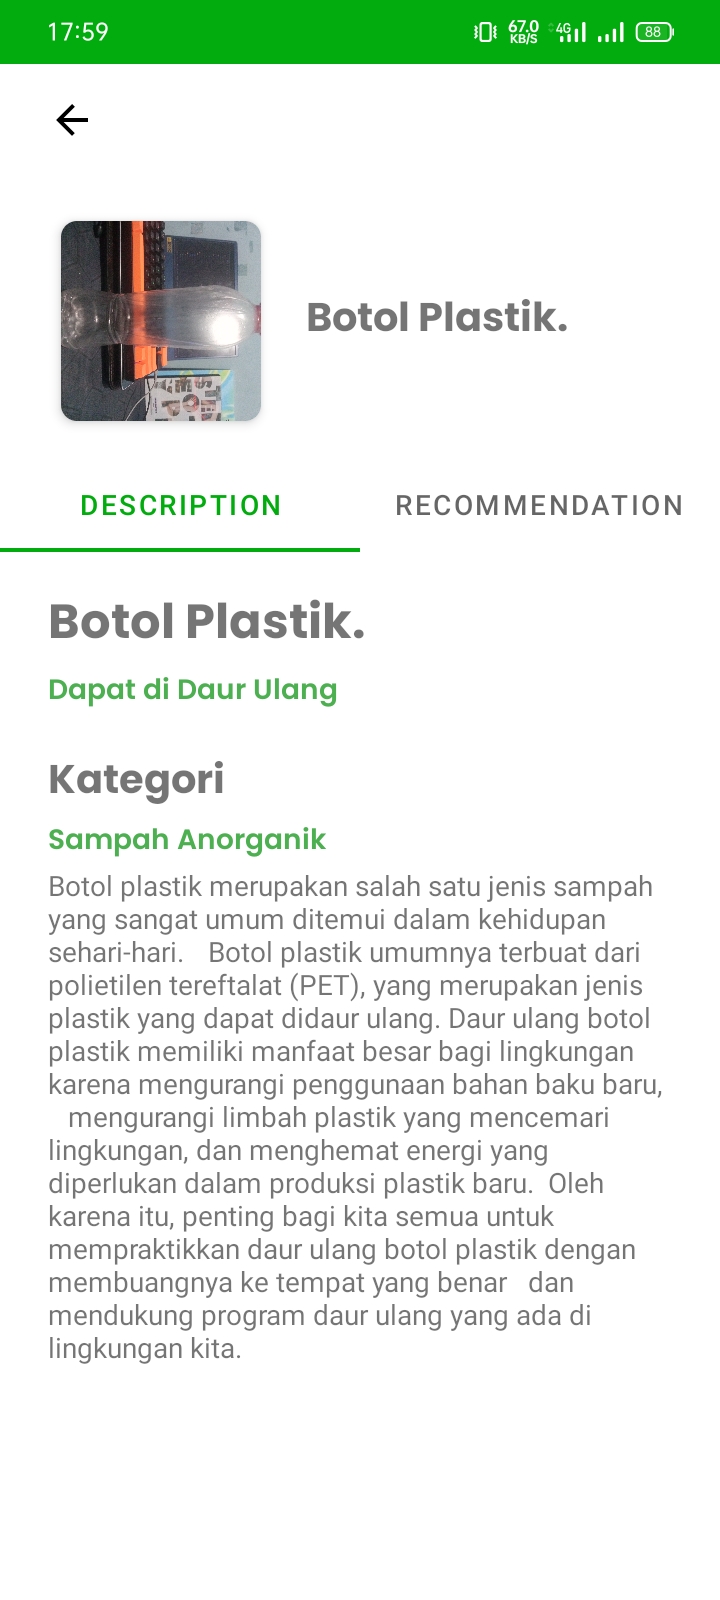 17:59
67.0
KB/S
4G
88
Botol Plastik.
DESCRIPTION
RECOMMENDATION
Botol Plastik.
Dapat di Daur Ulang
Kategori
Sampah Anorganik
Botol plastik merupakan salah satu jenis sampah
yang sangat umum ditemui dalam kehidupan
sehari-hari.   Botol plastik umumnya terbuat dari
polietilen tereftalat (PET), yang merupakan jenis
plastik yang dapat didaur ulang. Daur ulang botol
plastik memiliki manfaat besar bagi lingkungan
karena mengurangi penggunaan bahan baku baru,
mengurangi limbah plastik yang mencemari
lingkungan, dan menghemat energi yang
diperlukan dalam produksi plastik baru.  Oleh
karena itu, penting bagi kita semua untuk
mempraktikkan daur ulang botol plastik dengan
membuangnya ke tempat yang benar   dan
mendukung program daur ulang yang ada di
lingkungan kita.